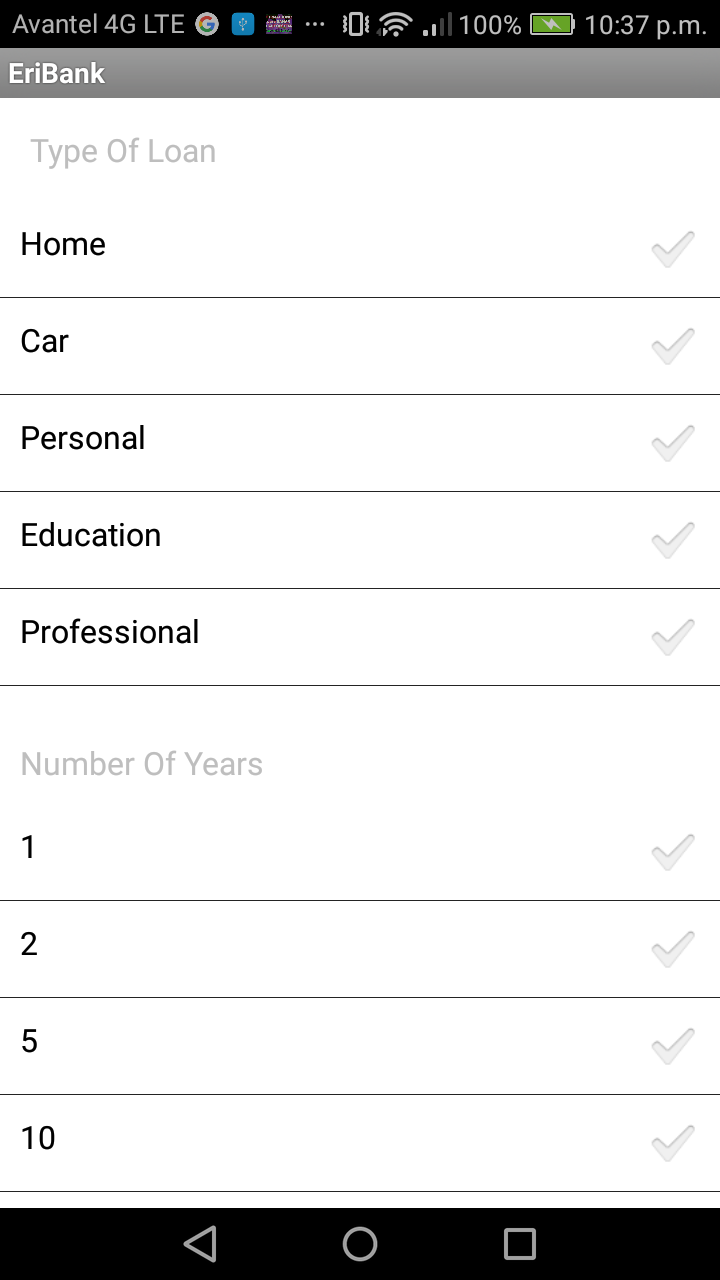 Avantel 4G LTE 100% 10:37 p.m.
EriBank
Type Of Loan
Home
Car
Personal
Education
Professional
Number Of Years
1
2
5
10